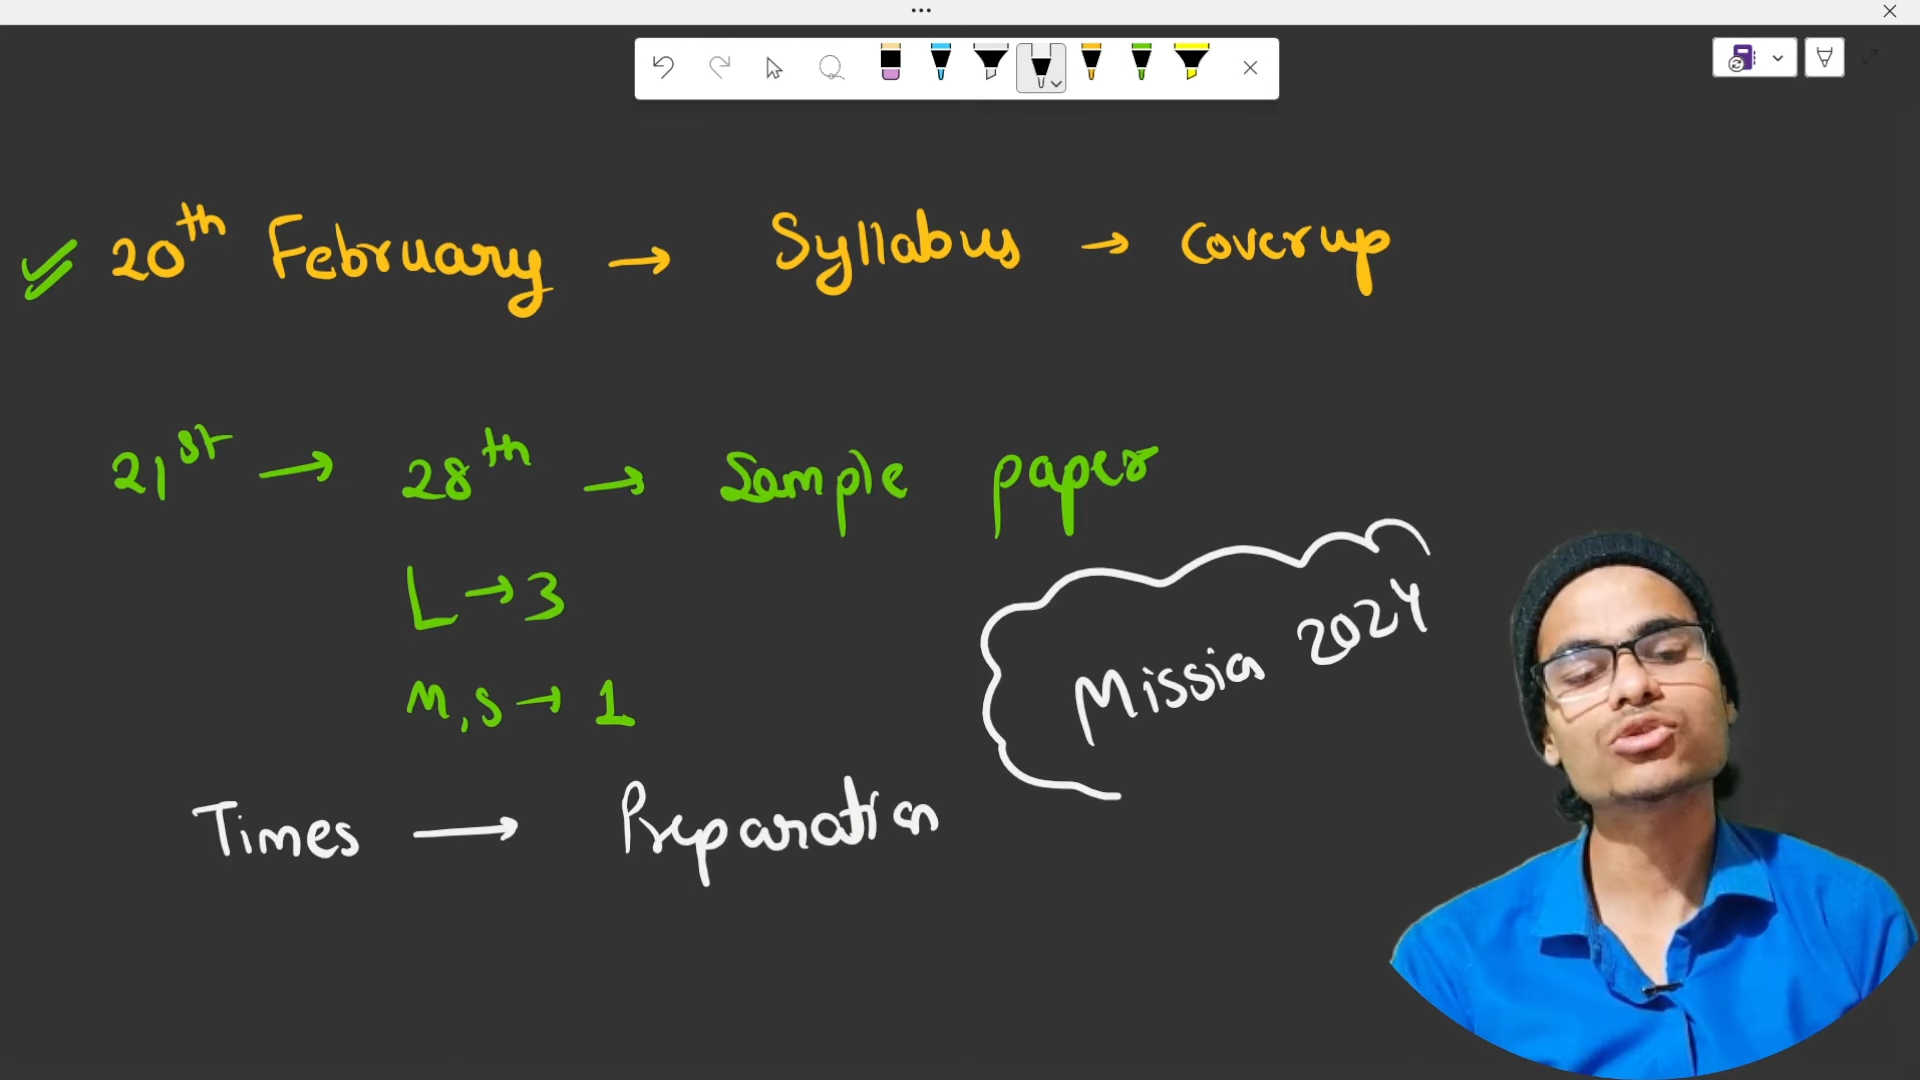 20th February → Syllabus → Coverup
21st → 28th → Sample paper
L → 3
M, S → 1
Mission 2024
Times → Preparation